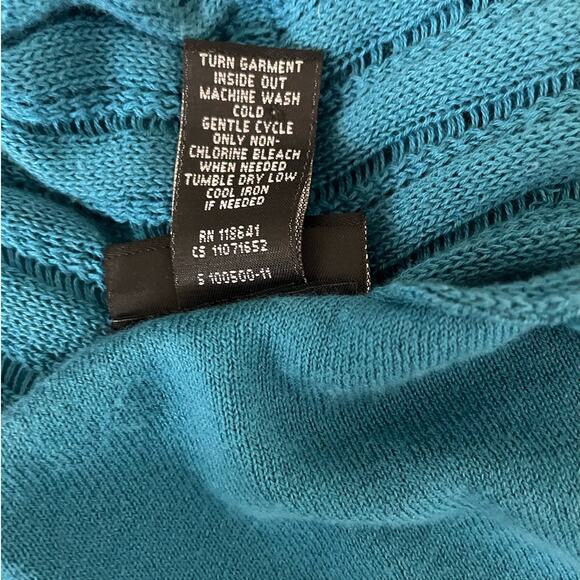 TURN GARMENT
INSIDE OUT
MACHINE WASH
COLD
GENTLE CYCLE
ONLY NON-
CHLORINE BLEACH
WHEN NEEDED
TUMBLE DRY LOW
COOL IRON
IF NEEDED
RN 118641
CS 11071652
S 100500-11